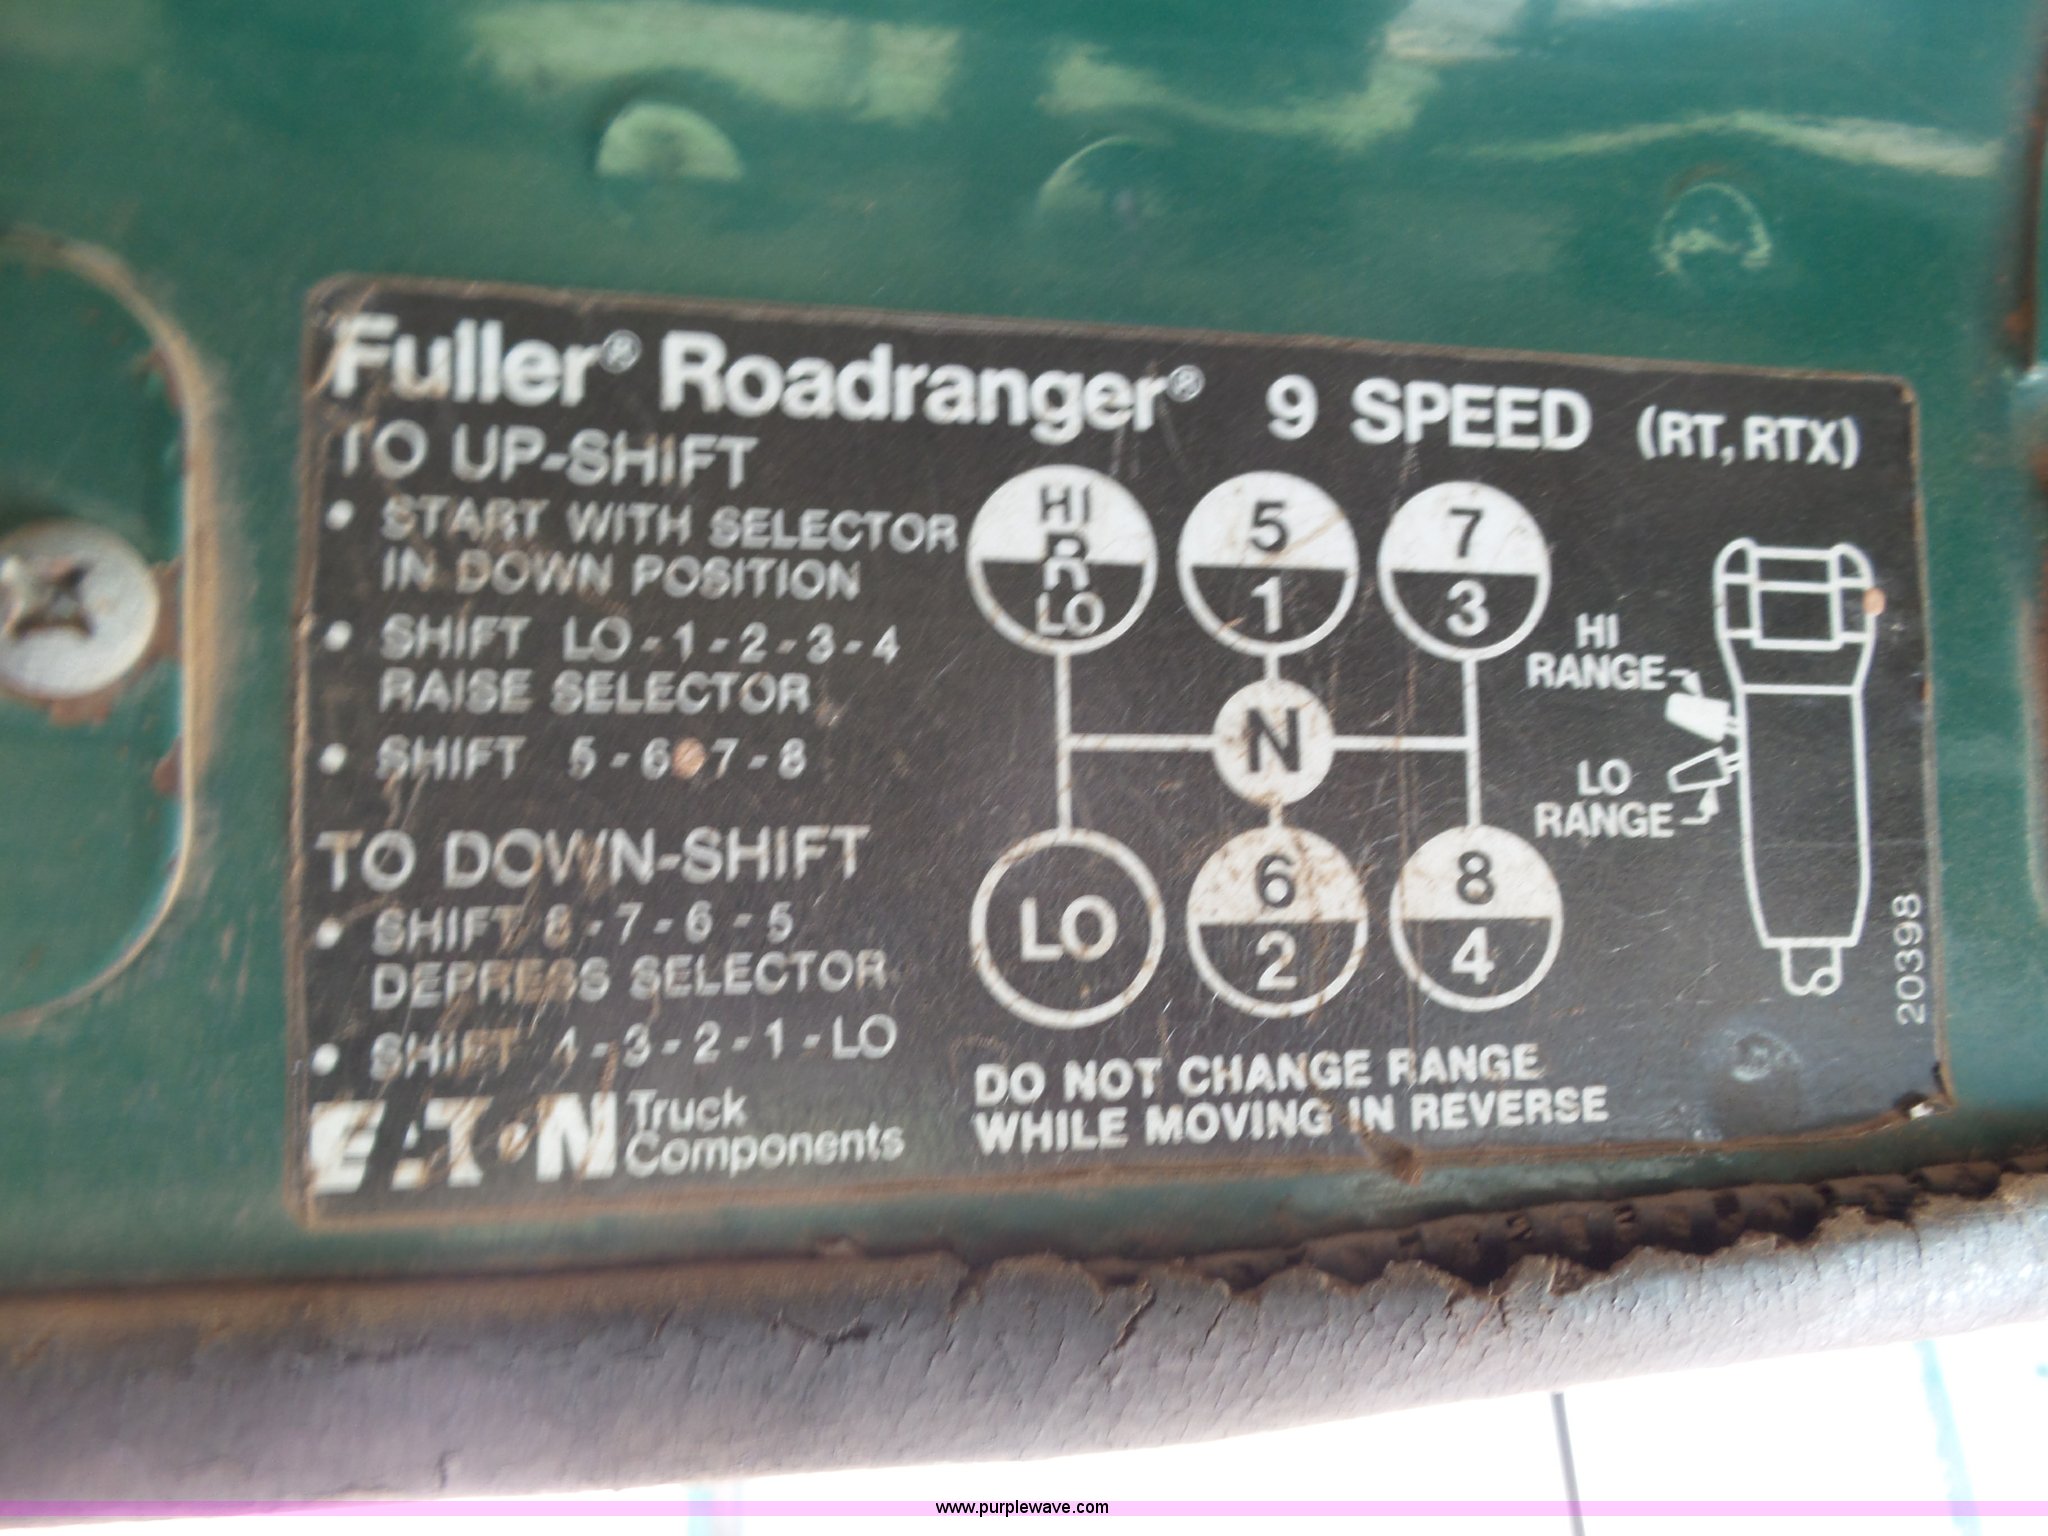 Fuller® Roadranger® 9 SPEED (RT, RTX)
TO UP-SHIFT
• START WITH SELECTOR
IN DOWN POSITION
• SHIFT LO-1-2-3-4
RAISE SELECTOR
• SHIFT 5-6-7-8
TO DOWN-SHIFT
• SHIFT 8-7-6-5
DEPRESS SELECTOR
• SHIFT 4-3-2-1-LO
EATON Truck
Components
HI
R
LO
5
1
7
3
N
LO
6
2
8
4
HI
RANGE
LO
RANGE
DO NOT CHANGE RANGE
WHILE MOVING IN REVERSE
20398
www.purplewave.com